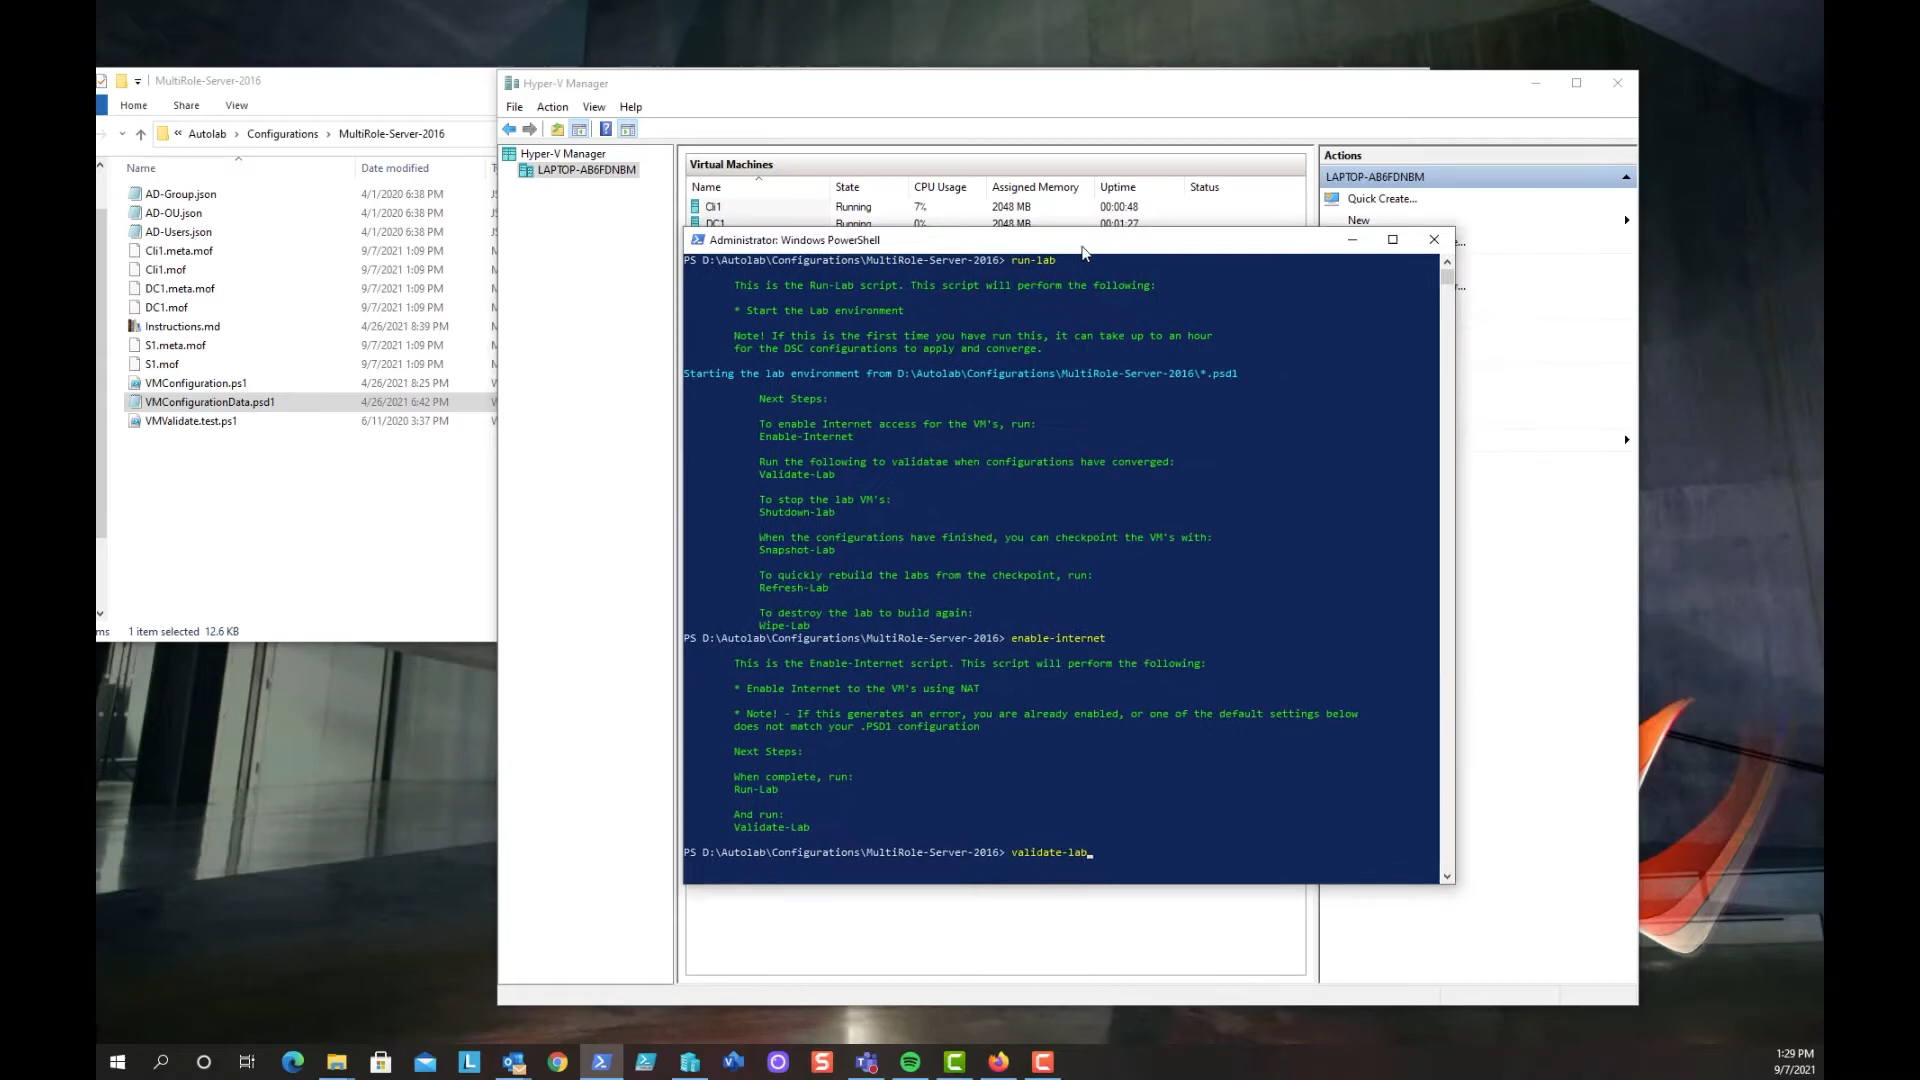 MultiRole-Server-2016
Home Share View
« Autolab › Configurations › MultiRole-Server-2016
Name Date modified
AD-Group.json 4/1/2020 6:38 PM
AD-OU.json 4/1/2020 6:38 PM
AD-Users.json 4/1/2020 6:38 PM
Cli1.meta.mof 9/7/2021 1:09 PM
Cli1.mof 9/7/2021 1:09 PM
DC1.meta.mof 9/7/2021 1:09 PM
DC1.mof 9/7/2021 1:09 PM
Instructions.md 4/26/2021 8:39 PM
S1.meta.mof 9/7/2021 1:09 PM
S1.mof 9/7/2021 1:09 PM
VMConfiguration.ps1 4/26/2021 8:25 PM
VMConfigurationData.psd1 4/26/2021 6:42 PM
VMValidate.test.ps1 6/11/2020 3:37 PM
ms 1 item selected 12.6 KB
Hyper-V Manager
File Action View Help
Hyper-V Manager
LAPTOP-AB6FDNBM
Virtual Machines
Name State CPU Usage Assigned Memory Uptime Status
Cli1 Running 7% 2048 MB 00:00:48
DC1 Running 0% 2048 MB 00:01:27
Actions
LAPTOP-AB6FDNBM
Quick Create...
New
Administrator: Windows PowerShell
PS D:\Autolab\Configurations\MultiRole-Server-2016> run-lab
This is the Run-Lab script. This script will perform the following:
* Start the Lab environment
Note! If this is the first time you have run this, it can take up to an hour
for the DSC configurations to apply and converge.
Starting the lab environment from D:\Autolab\Configurations\MultiRole-Server-2016\*.psd1
Next Steps:
To enable Internet access for the VM's, run:
Enable-Internet
Run the following to validatae when configurations have converged:
Validate-Lab
To stop the lab VM's:
Shutdown-lab
When the configurations have finished, you can checkpoint the VM's with:
Snapshot-Lab
To quickly rebuild the labs from the checkpoint, run:
Refresh-Lab
To destroy the lab to build again:
Wipe-Lab
PS D:\Autolab\Configurations\MultiRole-Server-2016> enable-internet
This is the Enable-Internet script. This script will perform the following:
* Enable Internet to the VM's using NAT
* Note! - If this generates an error, you are already enabled, or one of the default settings below
does not match your .PSD1 configuration
Next Steps:
When complete, run:
Run-Lab
And run:
Validate-Lab
PS D:\Autolab\Configurations\MultiRole-Server-2016> validate-lab
1:29 PM
9/7/2021